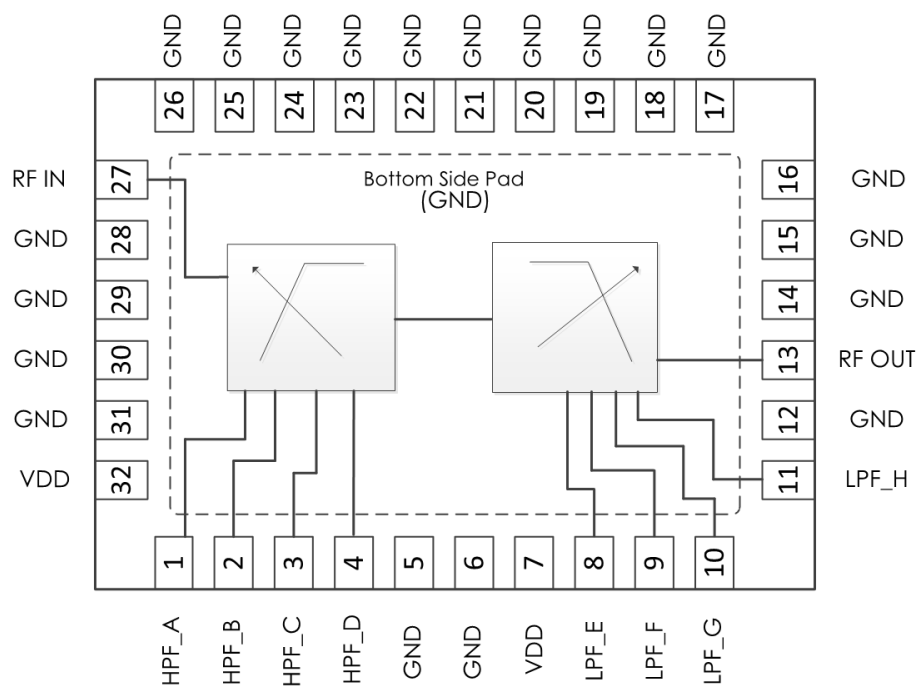 GND
GND
GND
GND
GND
GND
GND
GND
GND
GND
26
25
24
23
22
21
20
19
18
17
RF IN
27
Bottom Side Pad
(GND)
16
GND
GND
28
15
GND
GND
29
14
GND
GND
30
13
RF OUT
GND
31
12
GND
VDD
32
11
LPF_H
1
2
3
4
5
6
7
8
9
10
HPF_A
HPF_B
HPF_C
HPF_D
GND
GND
VDD
LPF_E
LPF_F
LPF_G